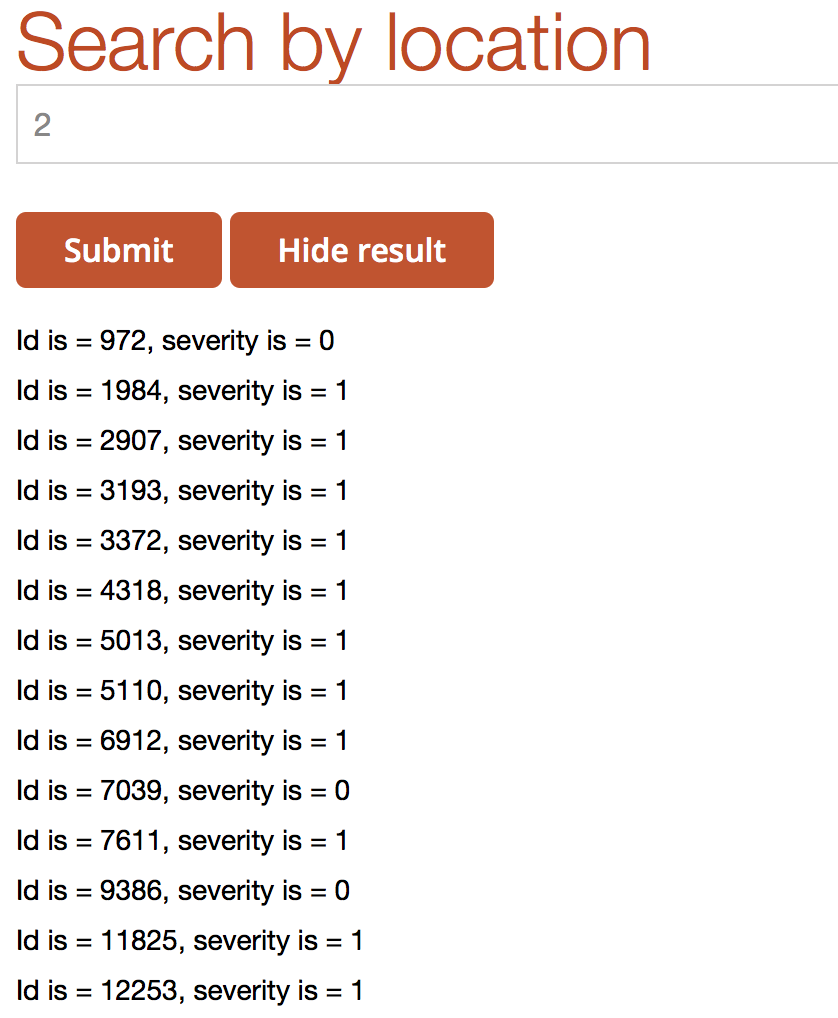 Search by location
2
Submit Hide result
Id is = 972, severity is = 0
Id is = 1984, severity is = 1
Id is = 2907, severity is = 1
Id is = 3193, severity is = 1
Id is = 3372, severity is = 1
Id is = 4318, severity is = 1
Id is = 5013, severity is = 1
Id is = 5110, severity is = 1
Id is = 6912, severity is = 1
Id is = 7039, severity is = 0
Id is = 7611, severity is = 1
Id is = 9386, severity is = 0
Id is = 11825, severity is = 1
Id is = 12253, severity is = 1